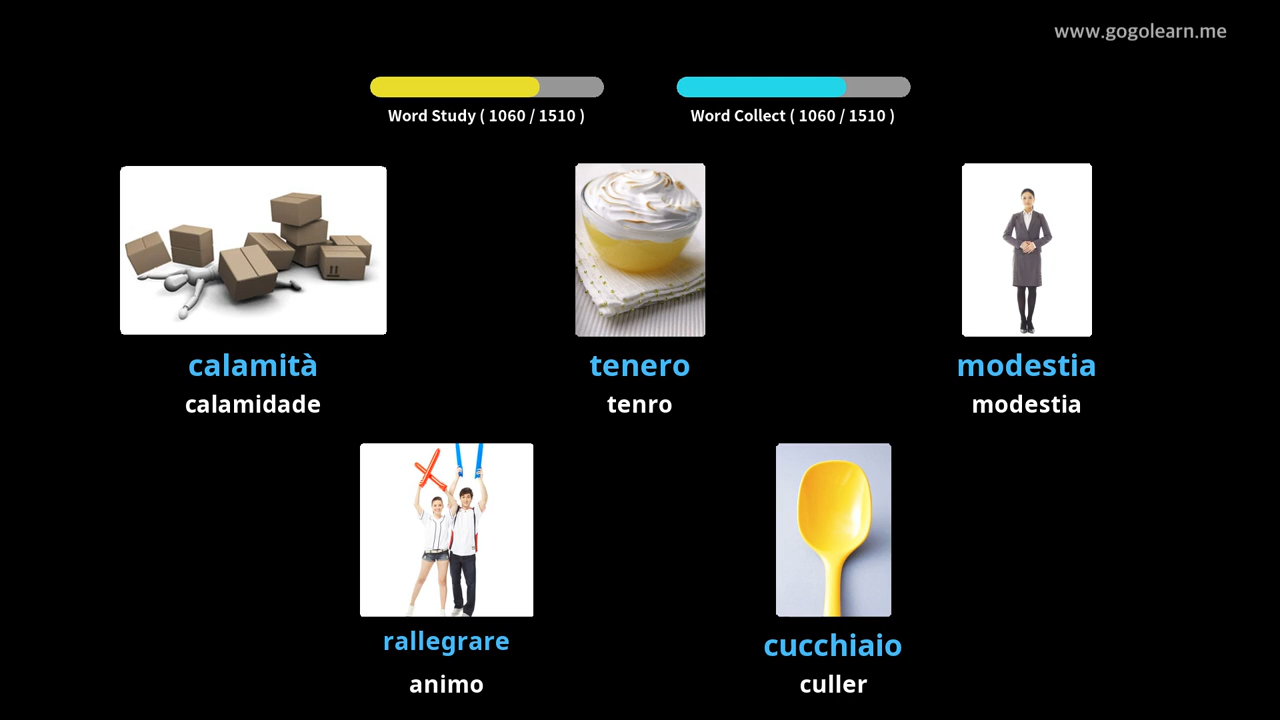 www.gogolearn.me
Word Study ( 1060 / 1510 )
Word Collect ( 1060 / 1510 )
calamità
calamidade
tenero
tenro
modestia
modestia
rallegrare
animo
cucchiaio
culler